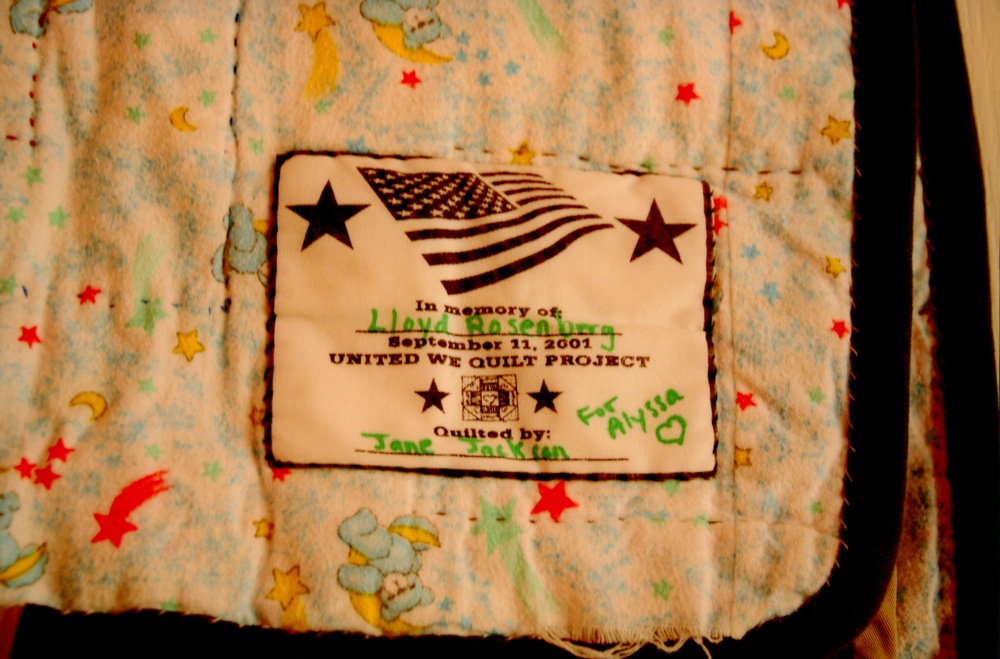 In memory of:
Lloyd Rosenberg
September 11, 2001
UNITED WE QUILT PROJECT
For
Alyssa
Quilted by:
Jane Jackson